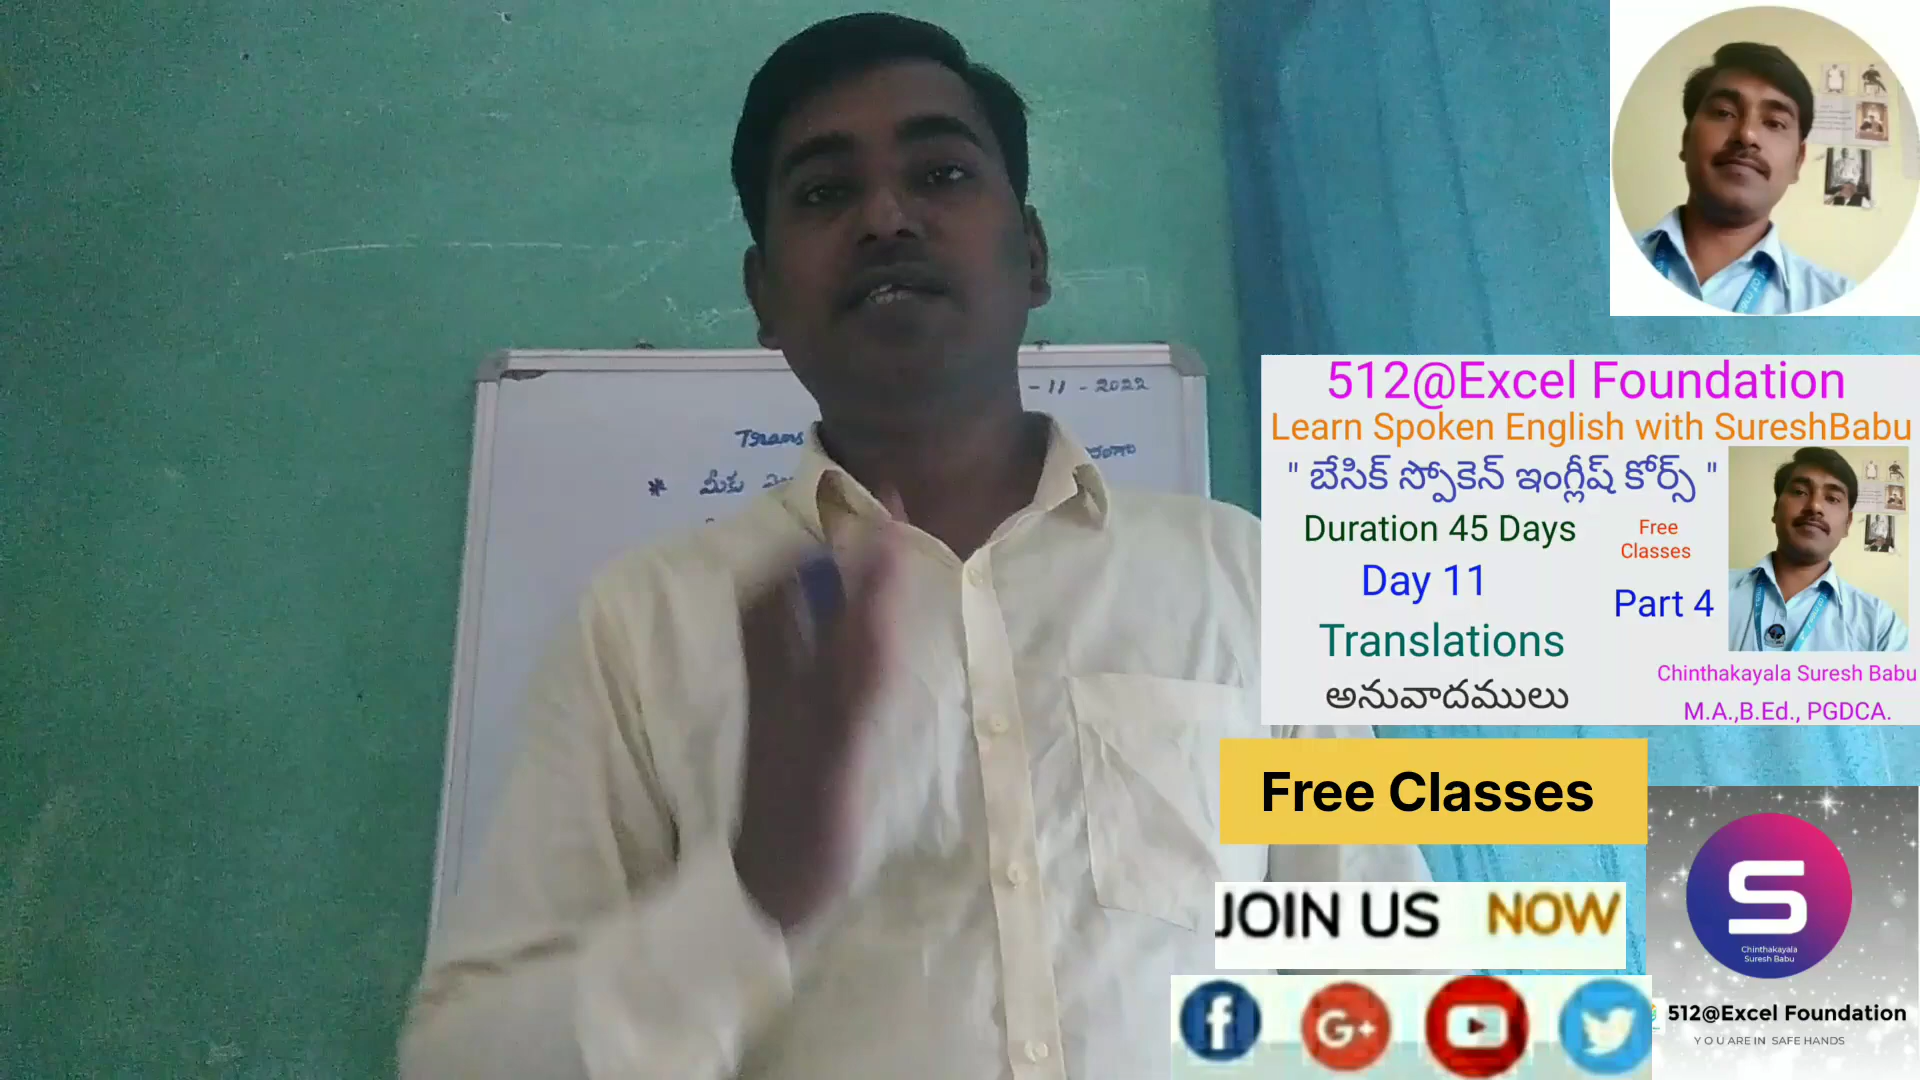 - 11 - 2022
Trans
* మీకు
512@Excel Foundation
Learn Spoken English with SureshBabu
" బేసిక్ స్పోకెన్ ఇంగ్లీష్ కోర్స్ "
Duration 45 Days
Free
Classes
Day 11
Part 4
Translations
Chinthakayala Suresh Babu
అనువాదములు
M.A.,B.Ed., PGDCA.
Free Classes
JOIN US NOW
S
Chinthakayala
Suresh Babu
512@Excel Foundation
YOU ARE IN SAFE HANDS
f
G+